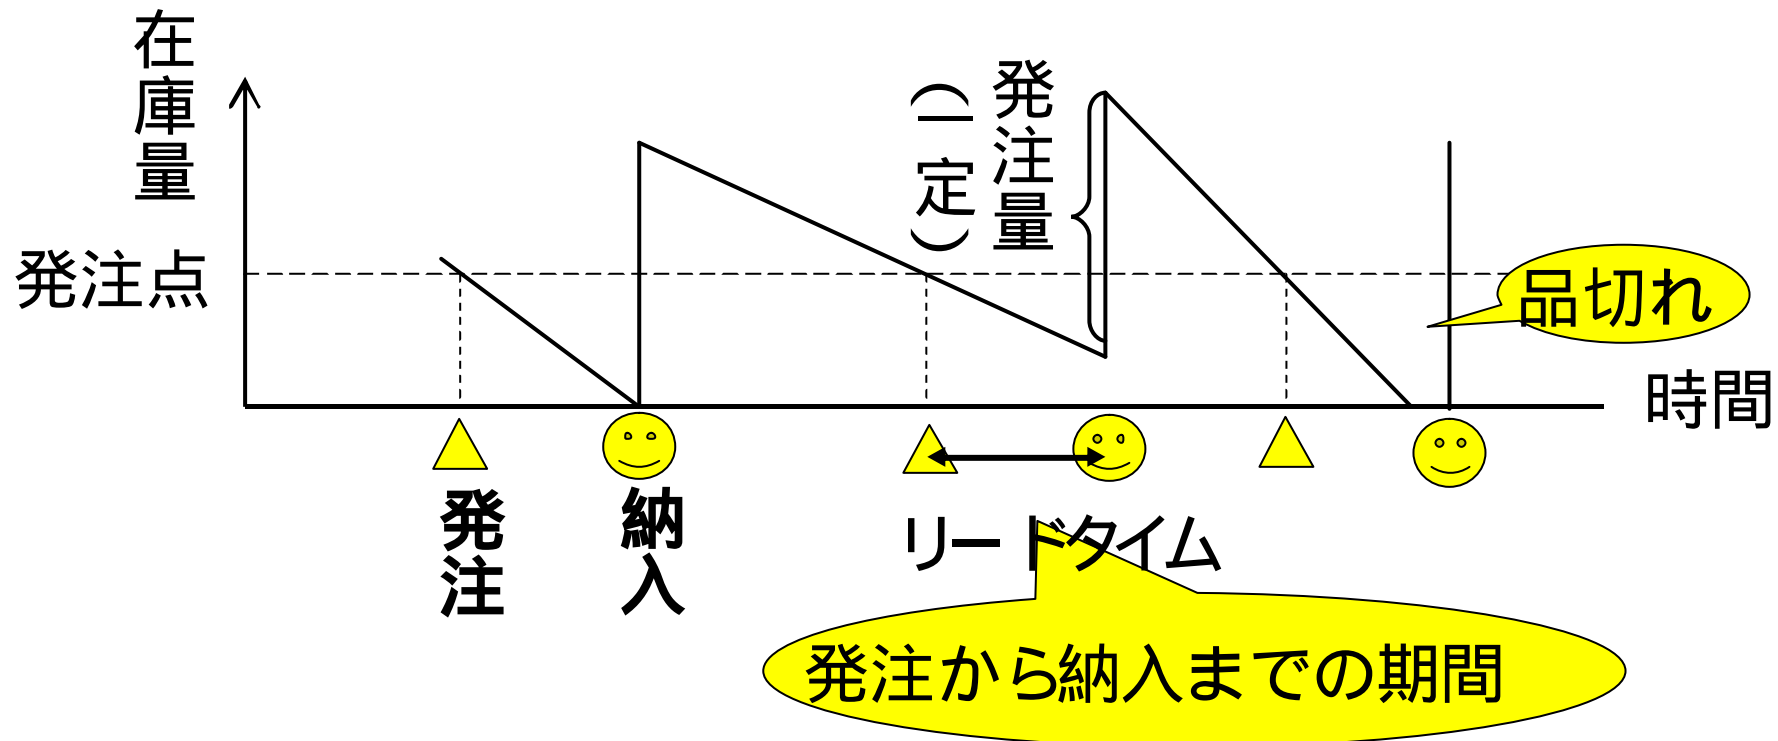 在庫量
発注点
発注量
(一定)
品切れ
時間
発注
納入
リードタイム
発注から納入までの期間